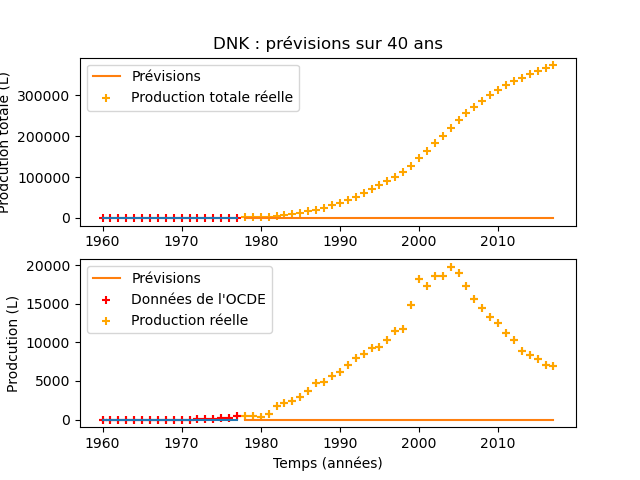 DNK : prévisions sur 40 ans
Prodcution totale (L)
300000
200000
100000
0
Prévisions
Production totale réelle
1960 1970 1980 1990 2000 2010
Prodcution (L)
20000
15000
10000
5000
0
Prévisions
Données de l'OCDE
Production réelle
1960 1970 1980 1990 2000 2010
Temps (années)